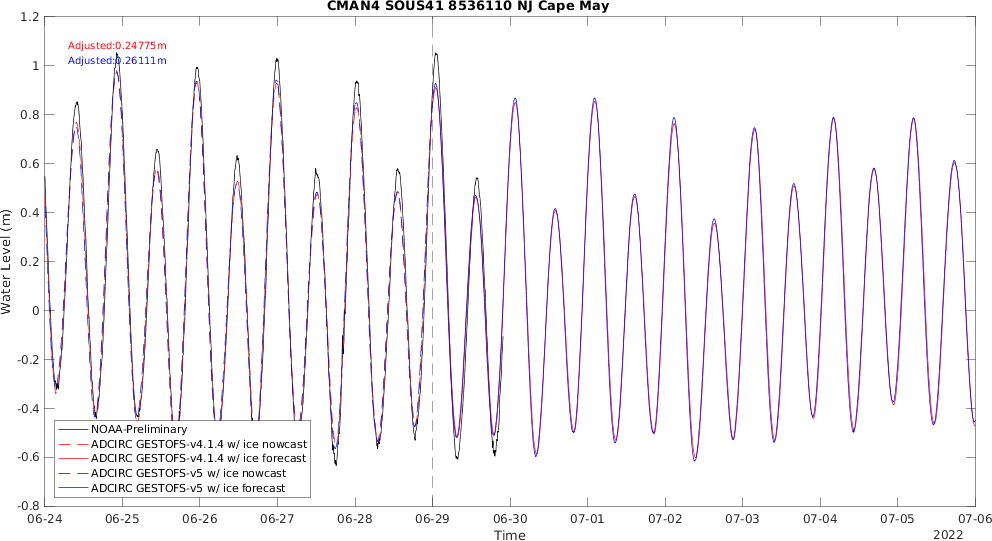 CMAN4 SOUS41 8536110 NJ Cape May
1.2
1
0.8
0.6
0.4
0.2
0
-0.2
-0.4
-0.6
-0.8
Water Level (m)
Adjusted:0.24775m
Adjusted:0.26111m
NOAA-Preliminary
ADCIRC GESTOFS-v4.1.4 w/ ice nowcast
ADCIRC GESTOFS-v4.1.4 w/ ice forecast
ADCIRC GESTOFS-v5 w/ ice nowcast
ADCIRC GESTOFS-v5 w/ ice forecast
06-24 06-25 06-26 06-27 06-28 06-29 06-30 07-01 07-02 07-03 07-04 07-05 07-06
Time
2022